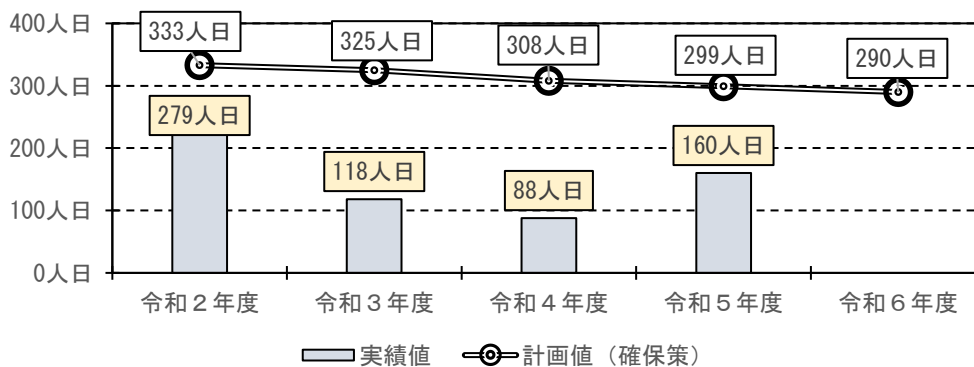 400人日
333人日
325人日
308人日
299人日
290人日
300人日
279人日
200人日
118人日
88人日
160人日
100人日
0人日
令和２年度
令和３年度
令和４年度
令和５年度
令和６年度
実績値
計画値（確保策）